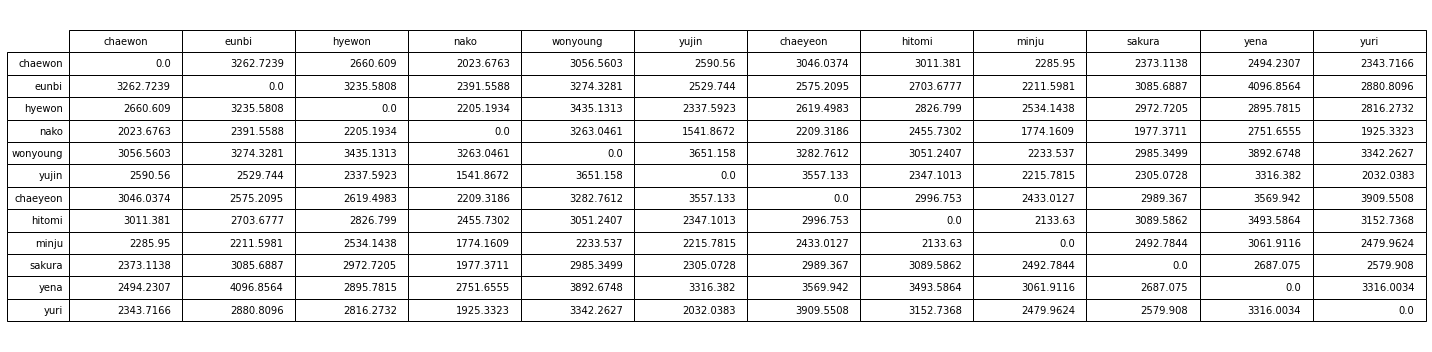 chaewon eunbi hyewon nako wonyoung yujin chaeyeon hitomi minju sakura yena yuri
chaewon 0.0 3262.7239 2660.609 2023.6763 3056.5603 2590.56 3046.0374 3011.381 2285.95 2373.1138 2494.2307 2343.7166
eunbi 3262.7239 0.0 3235.5808 2391.5588 3274.3281 2529.744 2575.2095 2703.6777 2211.5981 3085.6887 4096.8564 2880.8096
hyewon 2660.609 3235.5808 0.0 2205.1934 3435.1313 2337.5923 2619.4983 2826.799 2534.1438 2972.7205 2895.7815 2816.2732
nako 2023.6763 2391.5588 2205.1934 0.0 3263.0461 1541.8672 2209.3186 2455.7302 1774.1609 1977.3711 2751.6555 1925.3323
wonyoung 3056.5603 3274.3281 3435.1313 3263.0461 0.0 3651.158 3282.7612 3051.2407 2233.537 2985.3499 3892.6748 3342.2627
yujin 2590.56 2529.744 2337.5923 1541.8672 3651.158 0.0 3557.133 2347.1013 2215.7815 2305.0728 3316.382 2032.0383
chaeyeon 3046.0374 2575.2095 2619.4983 2209.3186 3282.7612 3557.133 0.0 2996.753 2433.0127 2989.367 3569.942 3909.5508
hitomi 3011.381 2703.6777 2826.799 2455.7302 3051.2407 2347.1013 2996.753 0.0 2133.63 3089.5862 3493.5864 3152.7368
minju 2285.95 2211.5981 2534.1438 1774.1609 2233.537 2215.7815 2433.0127 2133.63 0.0 2492.7844 3061.9116 2479.9624
sakura 2373.1138 3085.6887 2972.7205 1977.3711 2985.3499 2305.0728 2989.367 3089.5862 2492.7844 0.0 2687.075 2579.908
yena 2494.2307 4096.8564 2895.7815 2751.6555 3892.6748 3316.382 3569.942 3493.5864 3061.9116 2687.075 0.0 3316.0034
yuri 2343.7166 2880.8096 2816.2732 1925.3323 3342.2627 2032.0383 3909.5508 3152.7368 2479.9624 2579.908 3316.0034 0.0